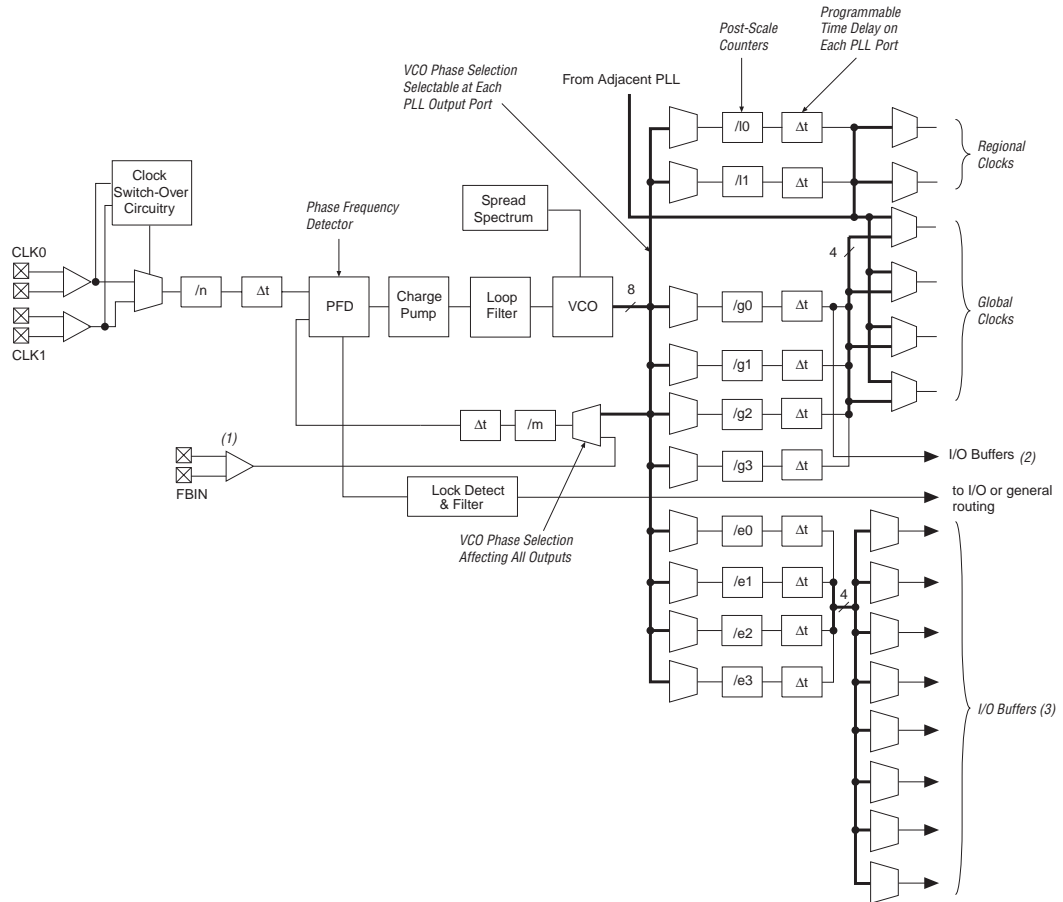 Programmable
Time Delay on
Each PLL Port
Post-Scale
Counters
VCO Phase Selection
Selectable at Each
PLL Output Port
From Adjacent PLL
/l0
Δt
/l1
Δt
Regional
Clocks
Clock
Switch-Over
Circuitry
Phase Frequency
Detector
Spread
Spectrum
4
CLK0
CLK1
/n
Δt
PFD
Charge
Pump
Loop
Filter
VCO
8
/g0
Δt
Global
Clocks
/g1
Δt
/g2
Δt
/g3
Δt
Δt
/m
(1)
FBIN
I/O Buffers (2)
Lock Detect
& Filter
to I/O or general
routing
VCO Phase Selection
Affecting All Outputs
/e0
Δt
/e1
Δt
4
/e2
Δt
/e3
Δt
I/O Buffers (3)